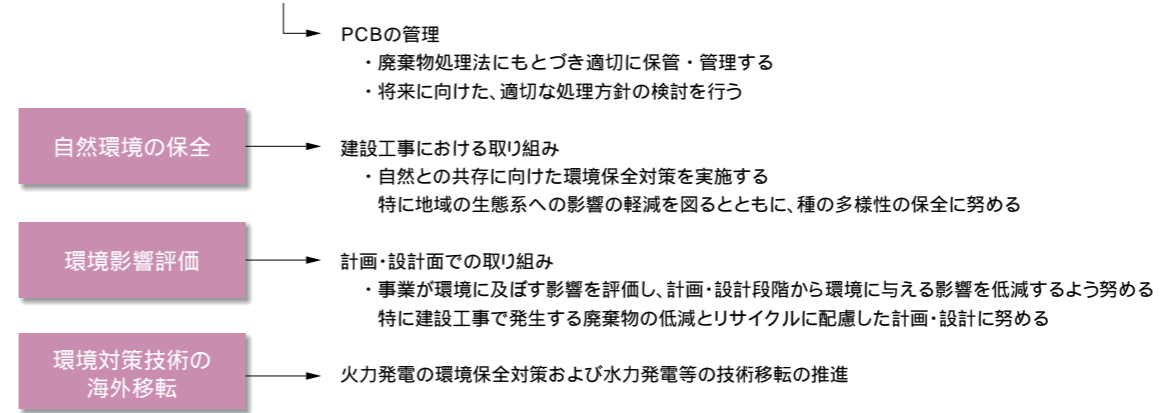 PCBの管理
・廃棄物処理法にもとづき適切に保管・管理する
・将来に向けた、適切な処理方針の検討を行う
自然環境の保全
建設工事における取り組み
・自然との共存に向けた環境保全対策を実施する
特に地域の生態系への影響の軽減を図るとともに、種の多様性の保全に努める
環境影響評価
計画・設計面での取り組み
・事業が環境に及ぼす影響を評価し、計画・設計段階から環境に与える影響を低減するよう努める
特に建設工事で発生する廃棄物の低減とリサイクルに配慮した計画・設計に努める
環境対策技術の
海外移転
火力発電の環境保全対策および水力発電等の技術移転の推進